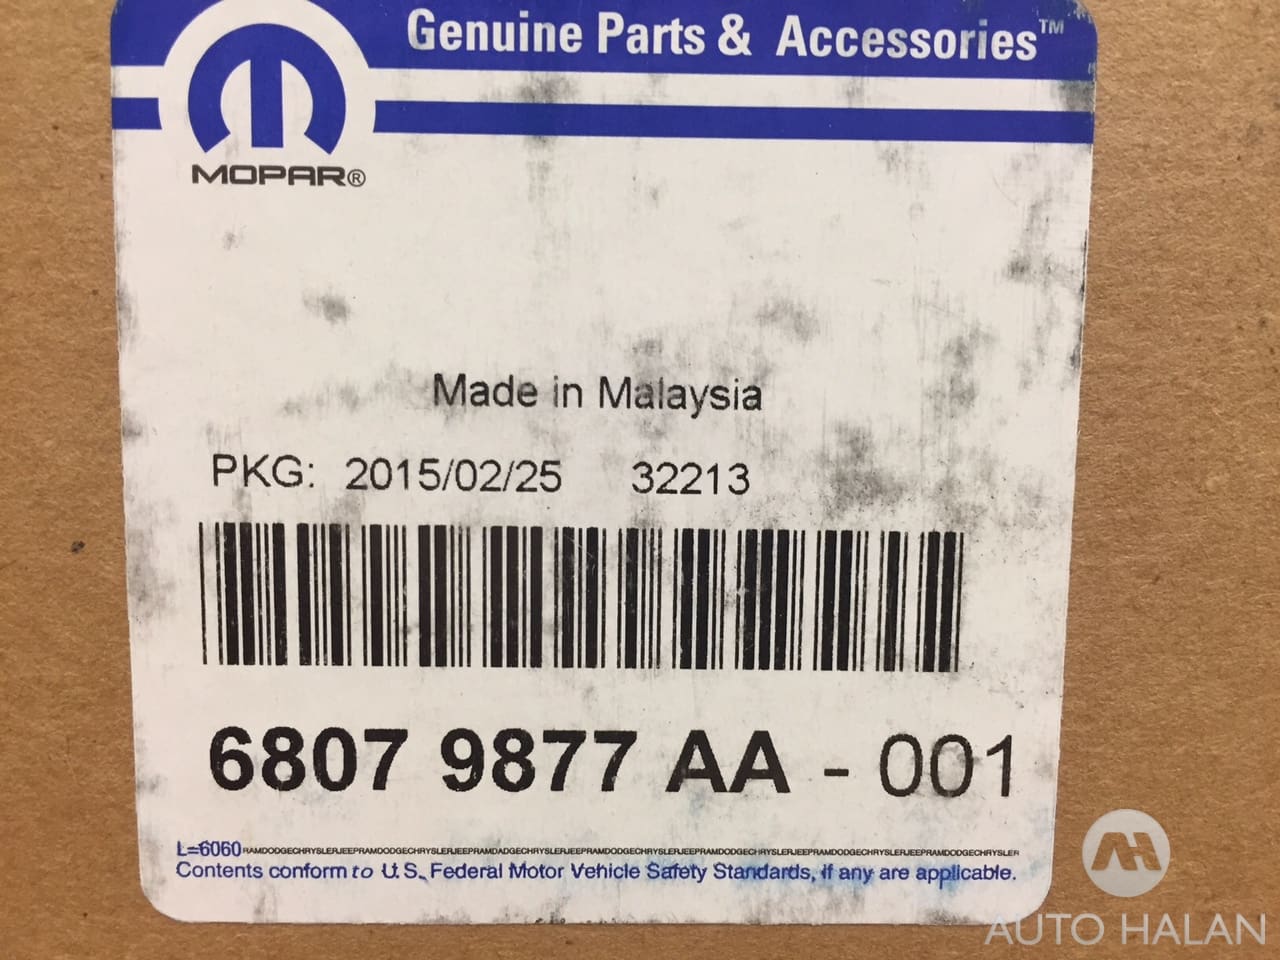 Genuine Parts & Accessories™
MOPAR®
Made in Malaysia
PKG: 2015/02/25 32213
6807 9877 AA - 001
L=6060RAMDODGECHRYSLERJEEPRAMDODGECHRYSLERJEEPRAMDODGECHRYSLERJEEPRAMDODGECHRYSLERJEEPRAMDODGECHRYSLERJEEPRAMDODGECHRYSLERJEEPRAMDODGECHRYSLER
Contents conform to U.S. Federal Motor Vehicle Safety Standards, if any are applicable.
AUTO HALAN